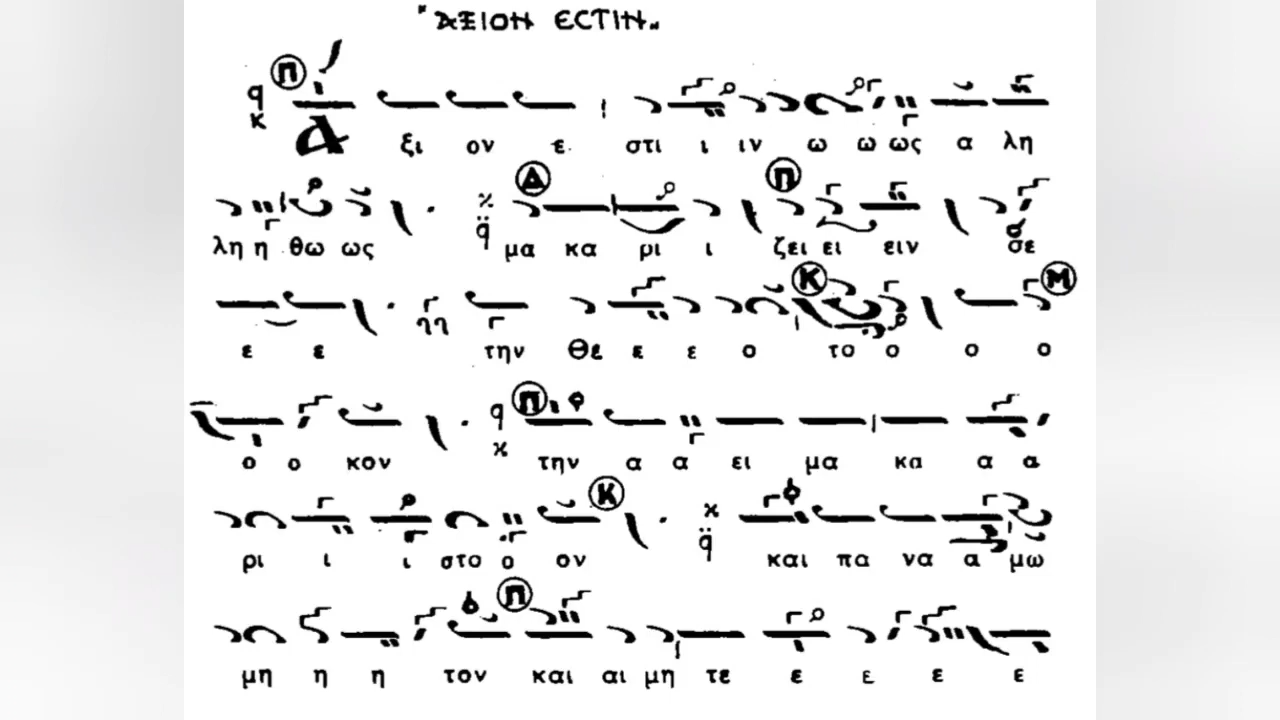 "ΑΞΙΟΝ ΕΣΤΙΝ„
Α ξι ον ε στι ι ιν ω ω ως α λη
λη η θω ως μα κα ρι ι ζει ει ειν σε
ε ε την Θε ε ε ο το ο ο ο
ο ο κον την α α ει μα κα α α
ρι ι ι στο ο ον και πα να α μω
μη η η τον και αι μη τε ε ε ε ε